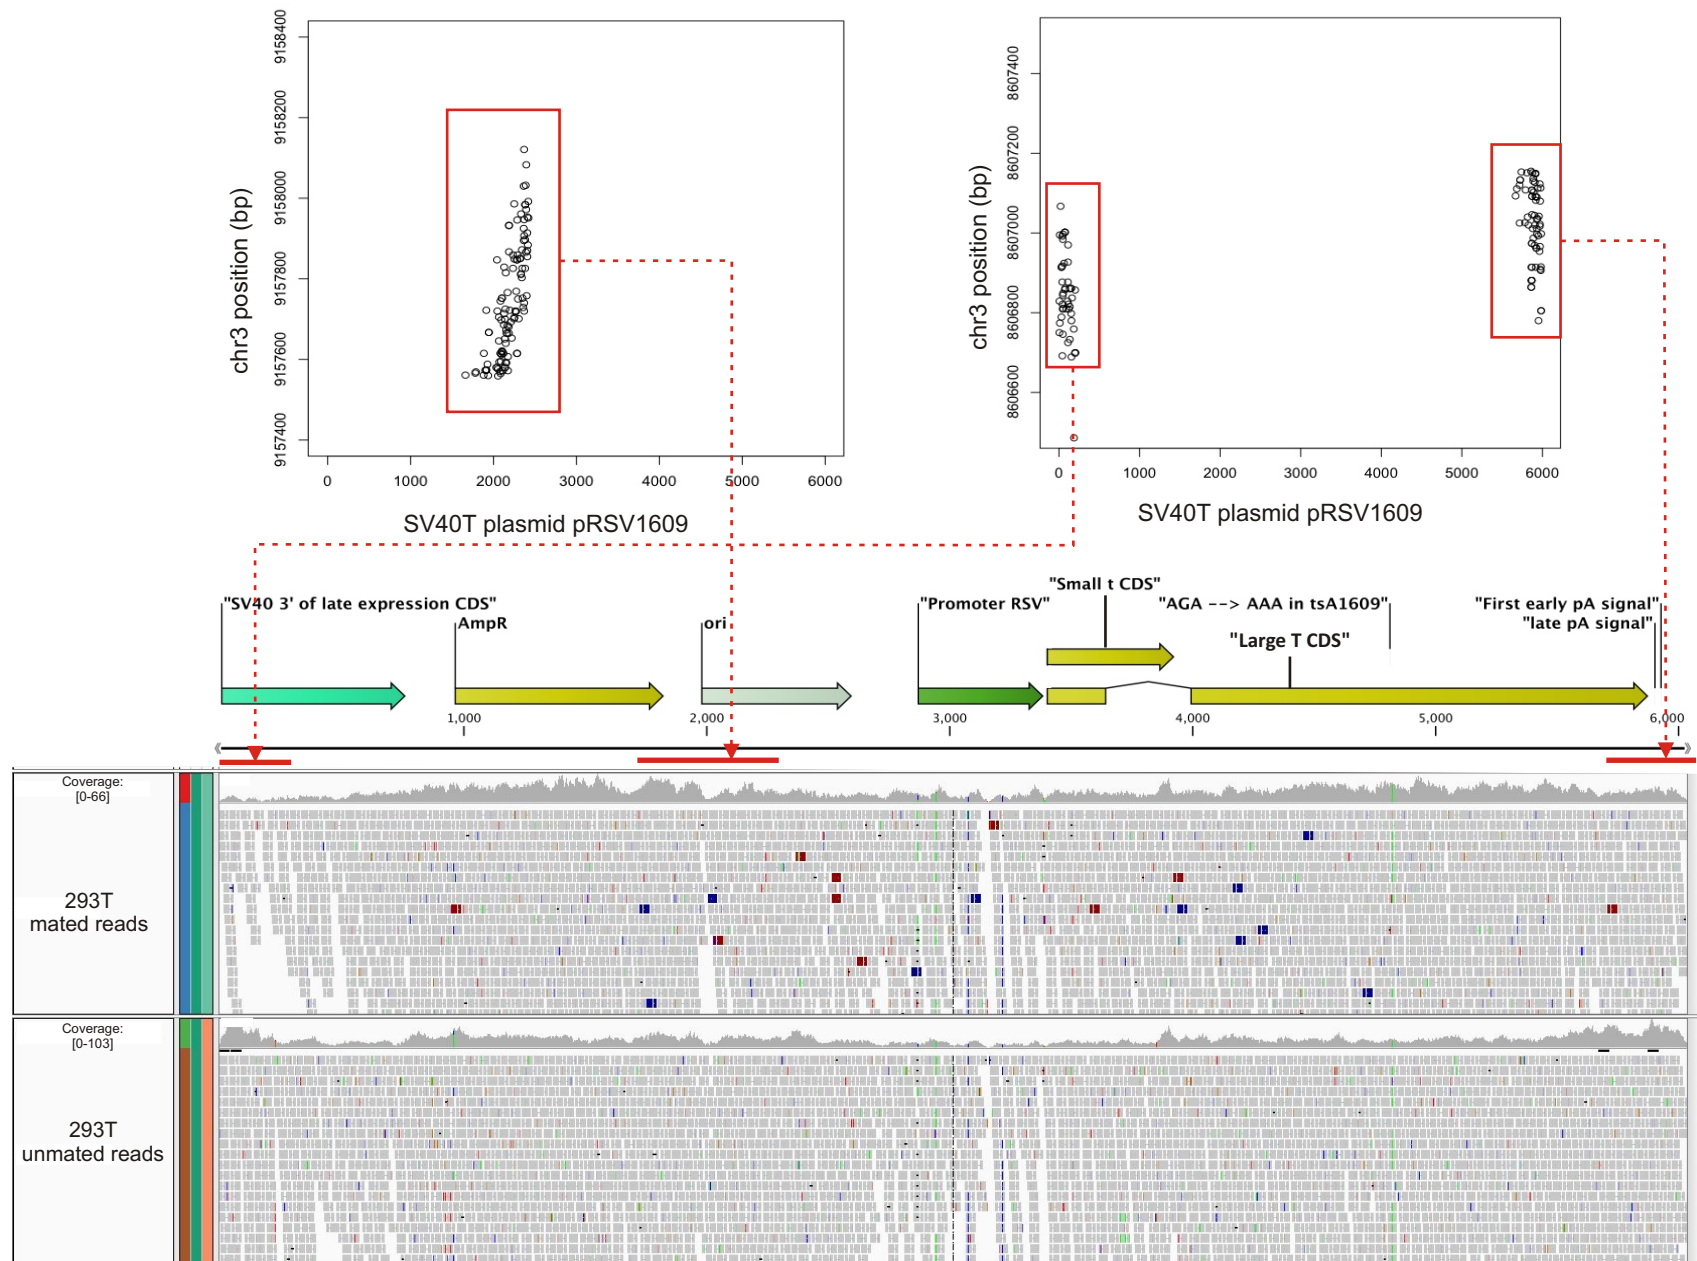 9158400
9158200
9158000
9157800
9157600
9157400
chr3 position (bp)
0 1000 2000 3000 4000 5000 6000
SV40T plasmid pRSV1609
8607400
8607200
8607000
8606800
8606600
chr3 position (bp)
0 1000 2000 3000 4000 5000 6000
SV40T plasmid pRSV1609
"SV40 3' of late expression CDS"
AmpR
ori
"Promoter RSV"
"Small t CDS"
"AGA --> AAA in tsA1609"
"Large T CDS"
"First early pA signal"
"late pA signal"
1,000 2,000 3,000 4,000 5,000 6,000
Coverage:
[0-66]
293T
mated reads
Coverage:
[0-103]
293T
unmated reads